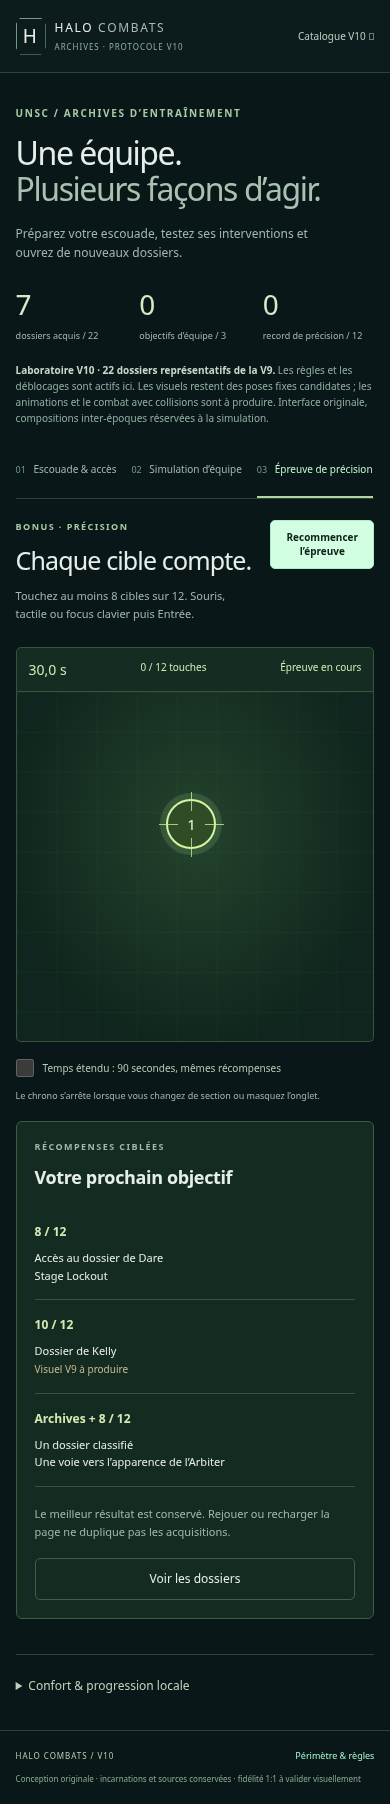 H
HALO COMBATS
ARCHIVES · PROTOCOLE V10
Catalogue V10
UNSC / ARCHIVES D’ENTRAÎNEMENT
Une équipe.
Plusieurs façons d’agir.
Préparez votre escouade, testez ses interventions et
ouvrez de nouveaux dossiers.
7
dossiers acquis / 22
0
objectifs d’équipe / 3
0
record de précision / 12
Laboratoire V10 · 22 dossiers représentatifs de la V9. Les règles et les
déblocages sont actifs ici. Les visuels restent des poses fixes candidates ; les
animations et le combat avec collisions sont à produire. Interface originale,
compositions inter-époques réservées à la simulation.
01 Escouade & accès
02 Simulation d’équipe
03 Épreuve de précision
BONUS · PRÉCISION
Chaque cible compte.
Touchez au moins 8 cibles sur 12. Souris,
tactile ou focus clavier puis Entrée.
Recommencer
l’épreuve
30,0 s
0 / 12 touches
Épreuve en cours
1
Temps étendu : 90 secondes, mêmes récompenses
Le chrono s’arrête lorsque vous changez de section ou masquez l’onglet.
RÉCOMPENSES CIBLÉES
Votre prochain objectif
8 / 12
Accès au dossier de Dare
Stage Lockout
10 / 12
Dossier de Kelly
Visuel V9 à produire
Archives + 8 / 12
Un dossier classifié
Une voie vers l’apparence de l’Arbiter
Le meilleur résultat est conservé. Rejouer ou recharger la
page ne duplique pas les acquisitions.
Voir les dossiers
Confort & progression locale
HALO COMBATS / V10
Périmètre & règles
Conception originale · incarnations et sources conservées · fidélité 1:1 à valider visuellement